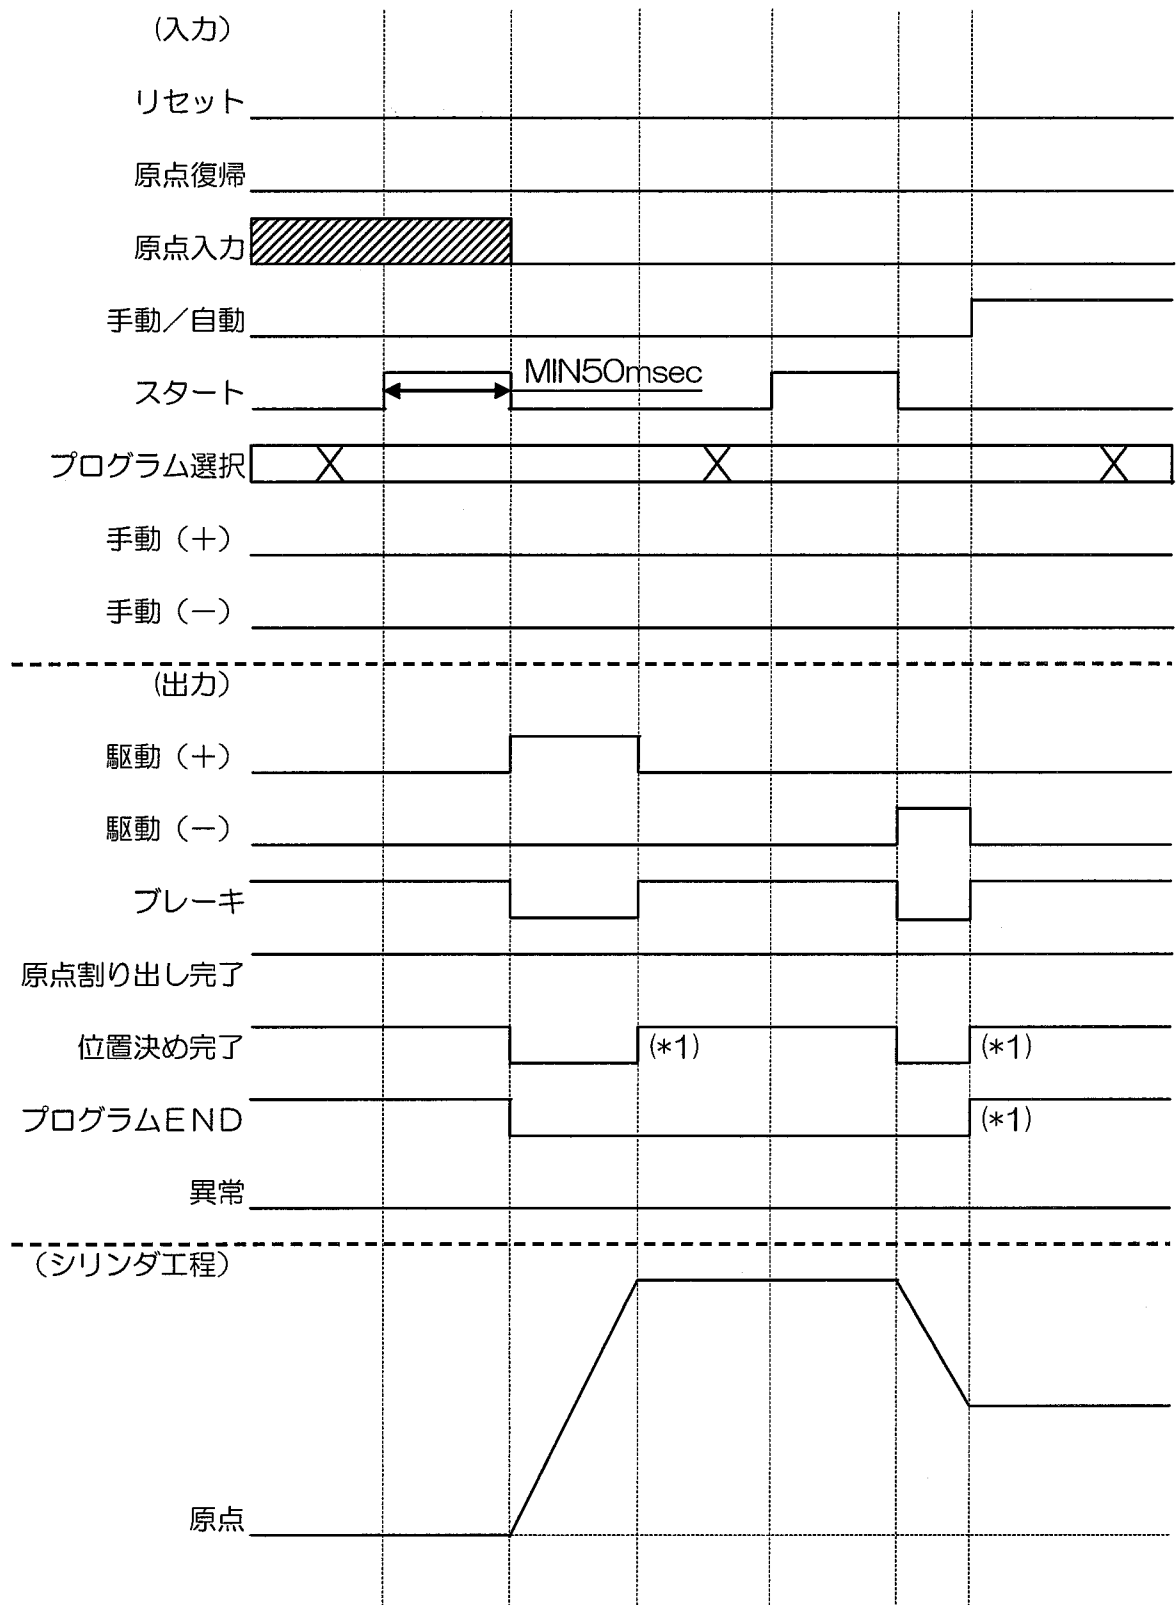 (入力)
リセット
原点復帰
原点入力
手動／自動
スタート
MIN50msec
プログラム選択
手動（＋）
手動（－）
(出力)
駆動（＋）
駆動（－）
ブレーキ
原点割り出し完了
位置決め完了 (*1) (*1)
プログラムＥＮＤ (*1)
異常
（シリンダ工程）
原点